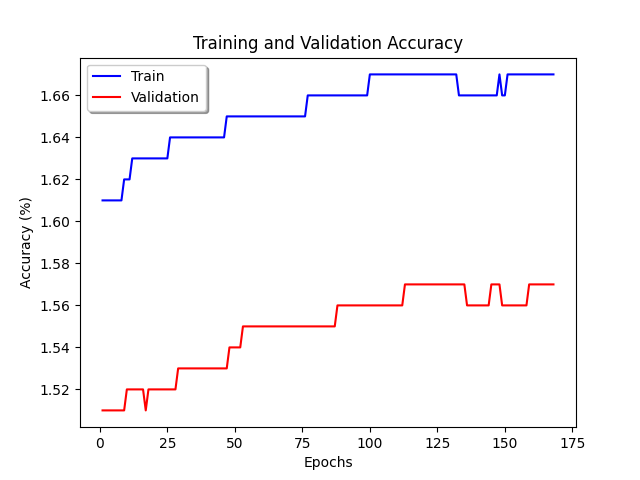 Training and Validation Accuracy
Train
Validation
1.66
1.64
1.62
1.60
1.58
1.56
1.54
1.52
Accuracy (%)
0 25 50 75 100 125 150 175
Epochs